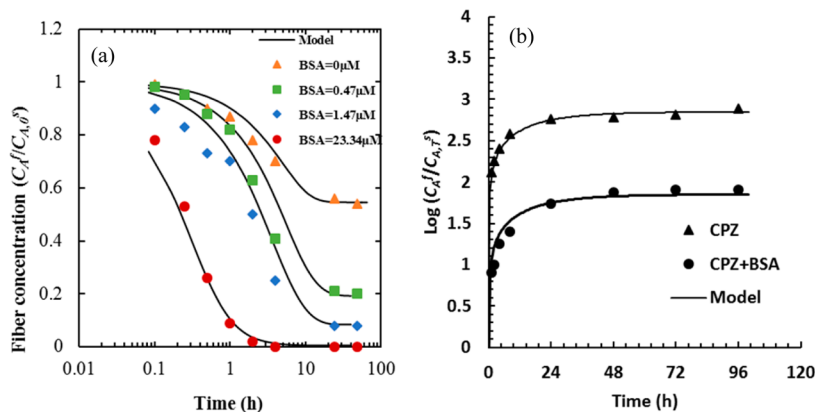 (a)
Model
BSA=0μM
BSA=0.47μM
BSA=1.47μM
BSA=23.34μM
1.2
1
0.8
0.6
0.4
0.2
0
0.01
0.1
1
10
100
Fiber concentration (C_A^f/C_A,0^s)
Time (h)
(b)
4
3.5
3
2.5
2
1.5
1
0.5
0
0
24
48
72
96
120
Log (C_A^f/C_A,T^s)
CPZ
CPZ+BSA
Model
Time (h)